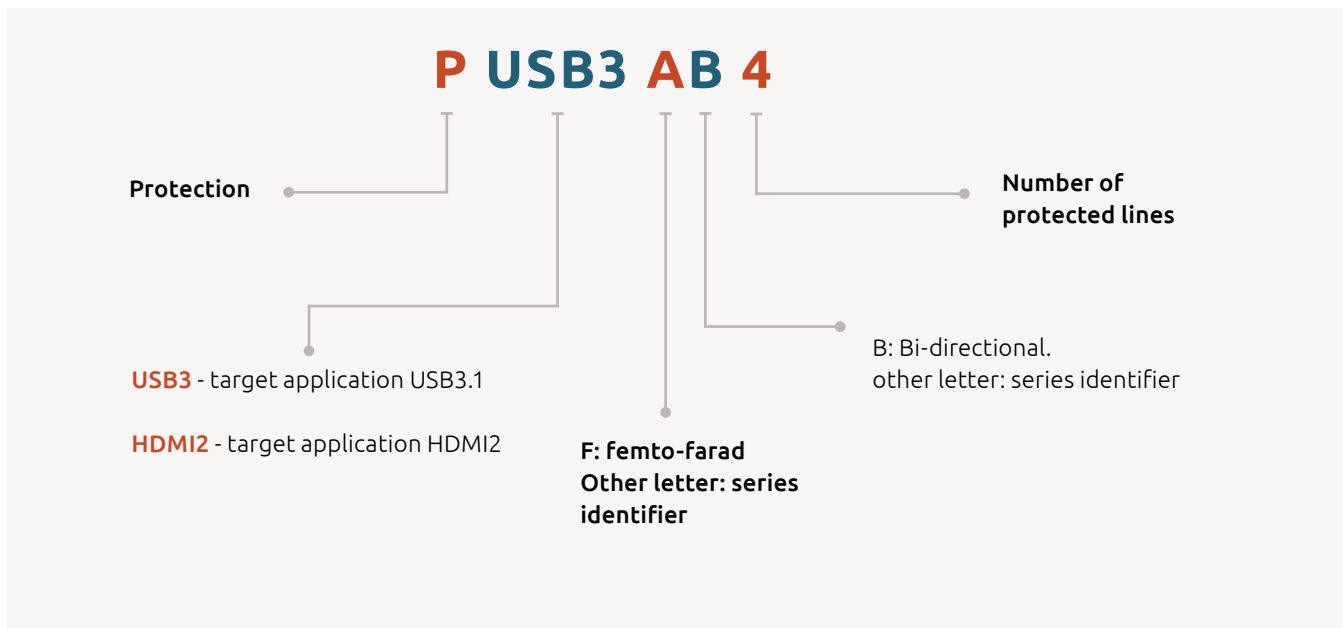 P USB3 AB 4
Protection
Number of
protected lines
USB3 - target application USB3.1
HDMI2 - target application HDMI2
B: Bi-directional.
other letter: series identifier
F: femto-farad
Other letter: series
identifier